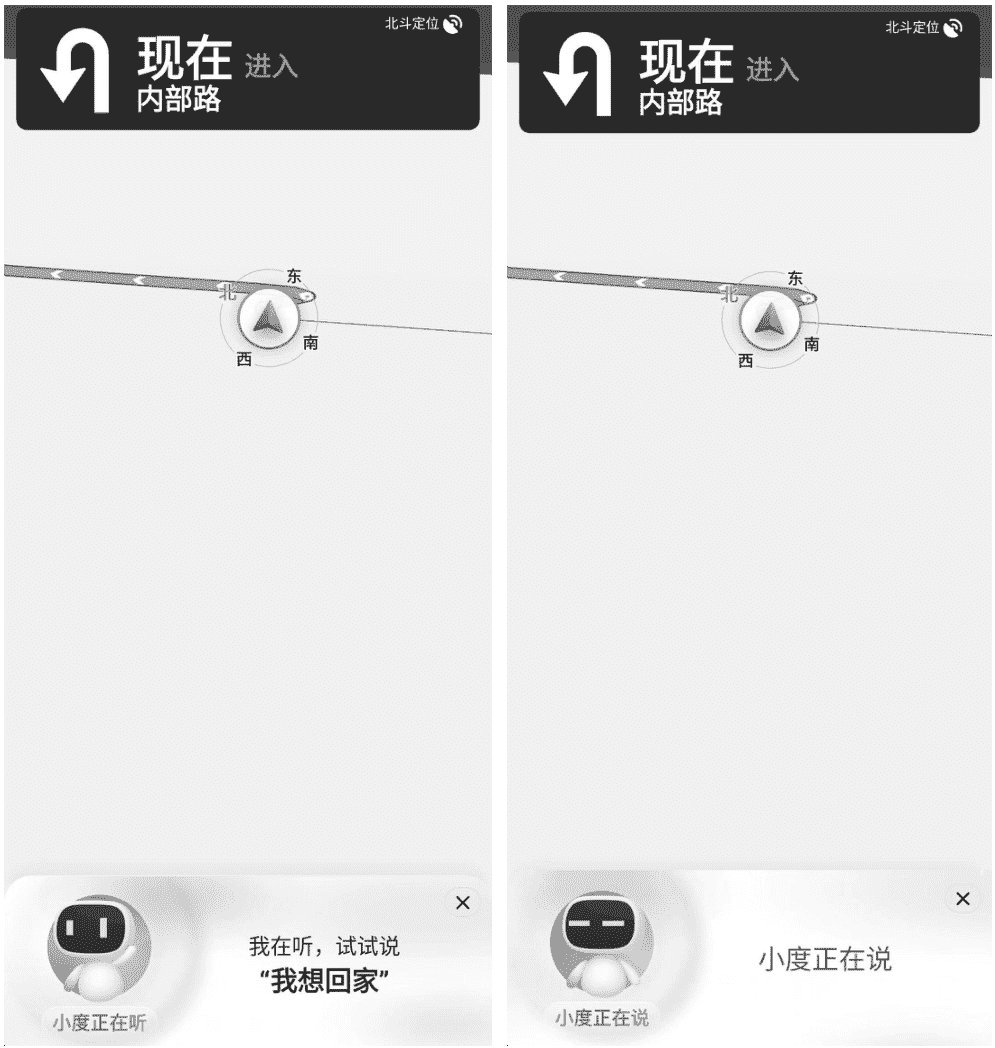 北斗定位
现在 进入
内部路
东
北
南
西
我在听，试试说
“我想回家”
小度正在听
北斗定位
现在 进入
内部路
东
北
南
西
小度正在说
小度正在说